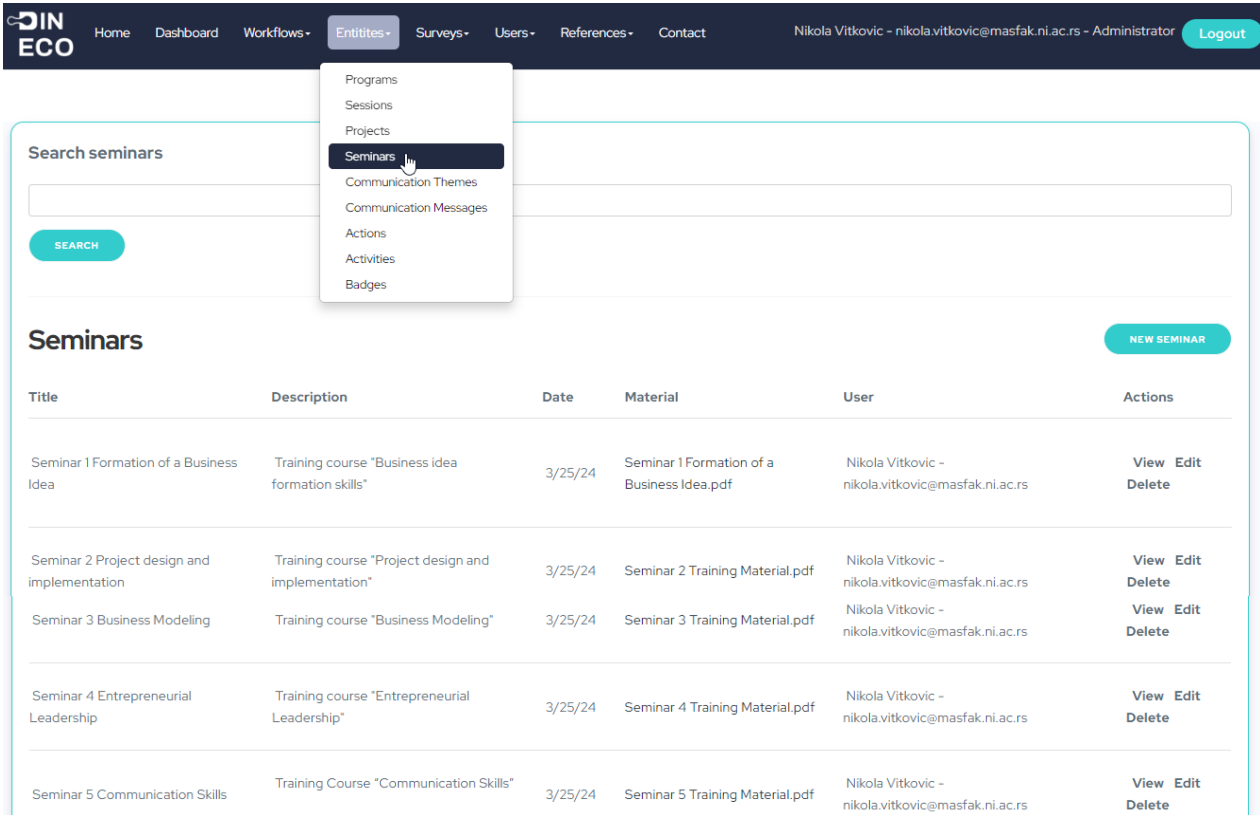 DIN
ECO
Home Dashboard Workflows Entitites Surveys Users References Contact Nikola Vitkovic - nikola.vitkovic@masfak.ni.ac.rs - Administrator Logout
Programs
Sessions
Projects
Seminars
Communication Themes
Communication Messages
Actions
Activities
Badges
Search seminars
SEARCH
Seminars
NEW SEMINAR
Title Description Date Material User Actions
Seminar 1 Formation of a Business Training course "Business idea Seminar 1 Formation of a Nikola Vitkovic - View Edit
3/25/24
Idea formation skills" Business Idea.pdf nikola.vitkovic@masfak.ni.ac.rs Delete
Seminar 2 Project design and Training course "Project design and Nikola Vitkovic - View Edit
3/25/24 Seminar 2 Training Material.pdf
implementation implementation" nikola.vitkovic@masfak.ni.ac.rs Delete
Nikola Vitkovic - View Edit
Seminar 3 Business Modeling Training course "Business Modeling" 3/25/24 Seminar 3 Training Material.pdf
nikola.vitkovic@masfak.ni.ac.rs Delete
Seminar 4 Entrepreneurial Training course "Entrepreneurial Nikola Vitkovic - View Edit
3/25/24 Seminar 4 Training Material.pdf
Leadership Leadership" nikola.vitkovic@masfak.ni.ac.rs Delete
Training Course “Communication Skills” Nikola Vitkovic - View Edit
Seminar 5 Communication Skills 3/25/24 Seminar 5 Training Material.pdf
nikola.vitkovic@masfak.ni.ac.rs Delete